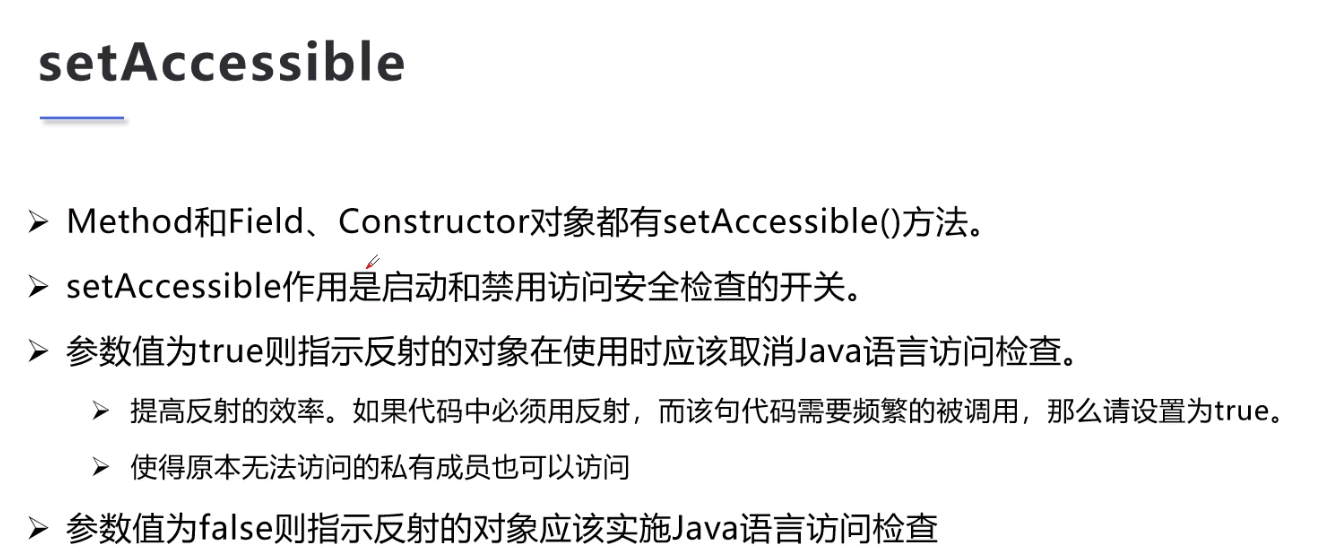 setAccessible
Method和Field、Constructor对象都有setAccessible()方法。
setAccessible作用是启动和禁用访问安全检查的开关。
参数值为true则指示反射的对象在使用时应该取消Java语言访问检查。
提高反射的效率。如果代码中必须用反射，而该句代码需要频繁的被调用，那么请设置为true。
使得原本无法访问的私有成员也可以访问
参数值为false则指示反射的对象应该实施Java语言访问检查